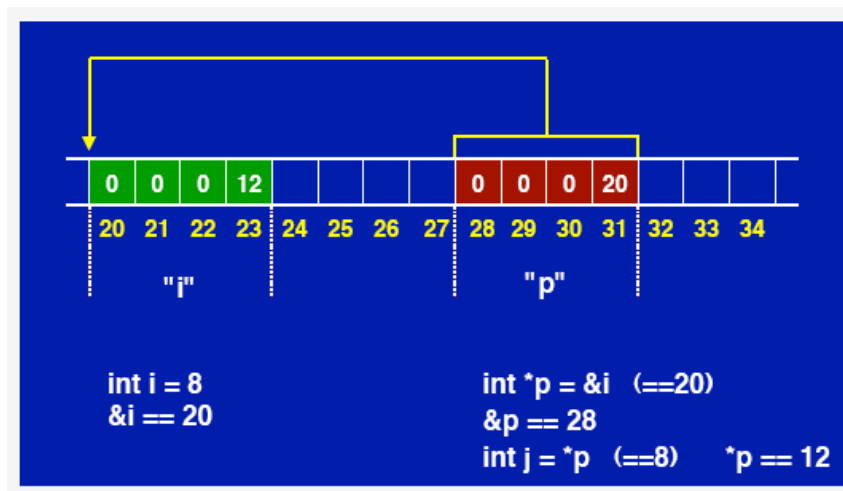 0 0 0 12 0 0 0 20
20 21 22 23 24 25 26 27 28 29 30 31 32 33 34
"i" "p"
int i = 8 int *p = &i (==20)
&i == 20 &p == 28
int j = *p (==8) *p == 12